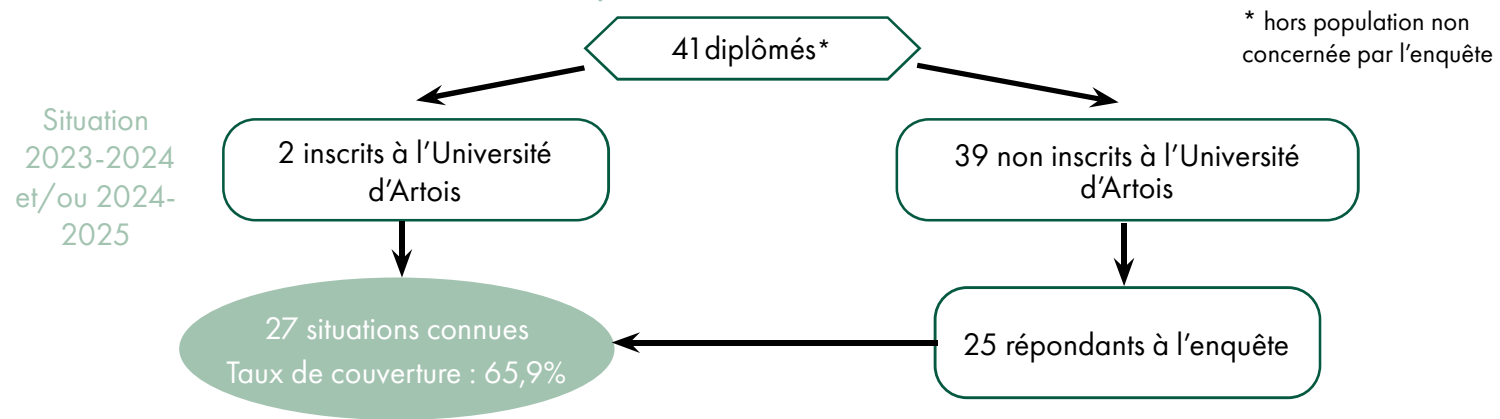 41diplômés*
* hors population non
concernée par l'enquête
Situation
2023-2024
et/ou 2024-
2025
2 inscrits à l'Université
d'Artois
39 non inscrits à l'Université
d'Artois
27 situations connues
Taux de couverture : 65,9%
25 répondants à l'enquête